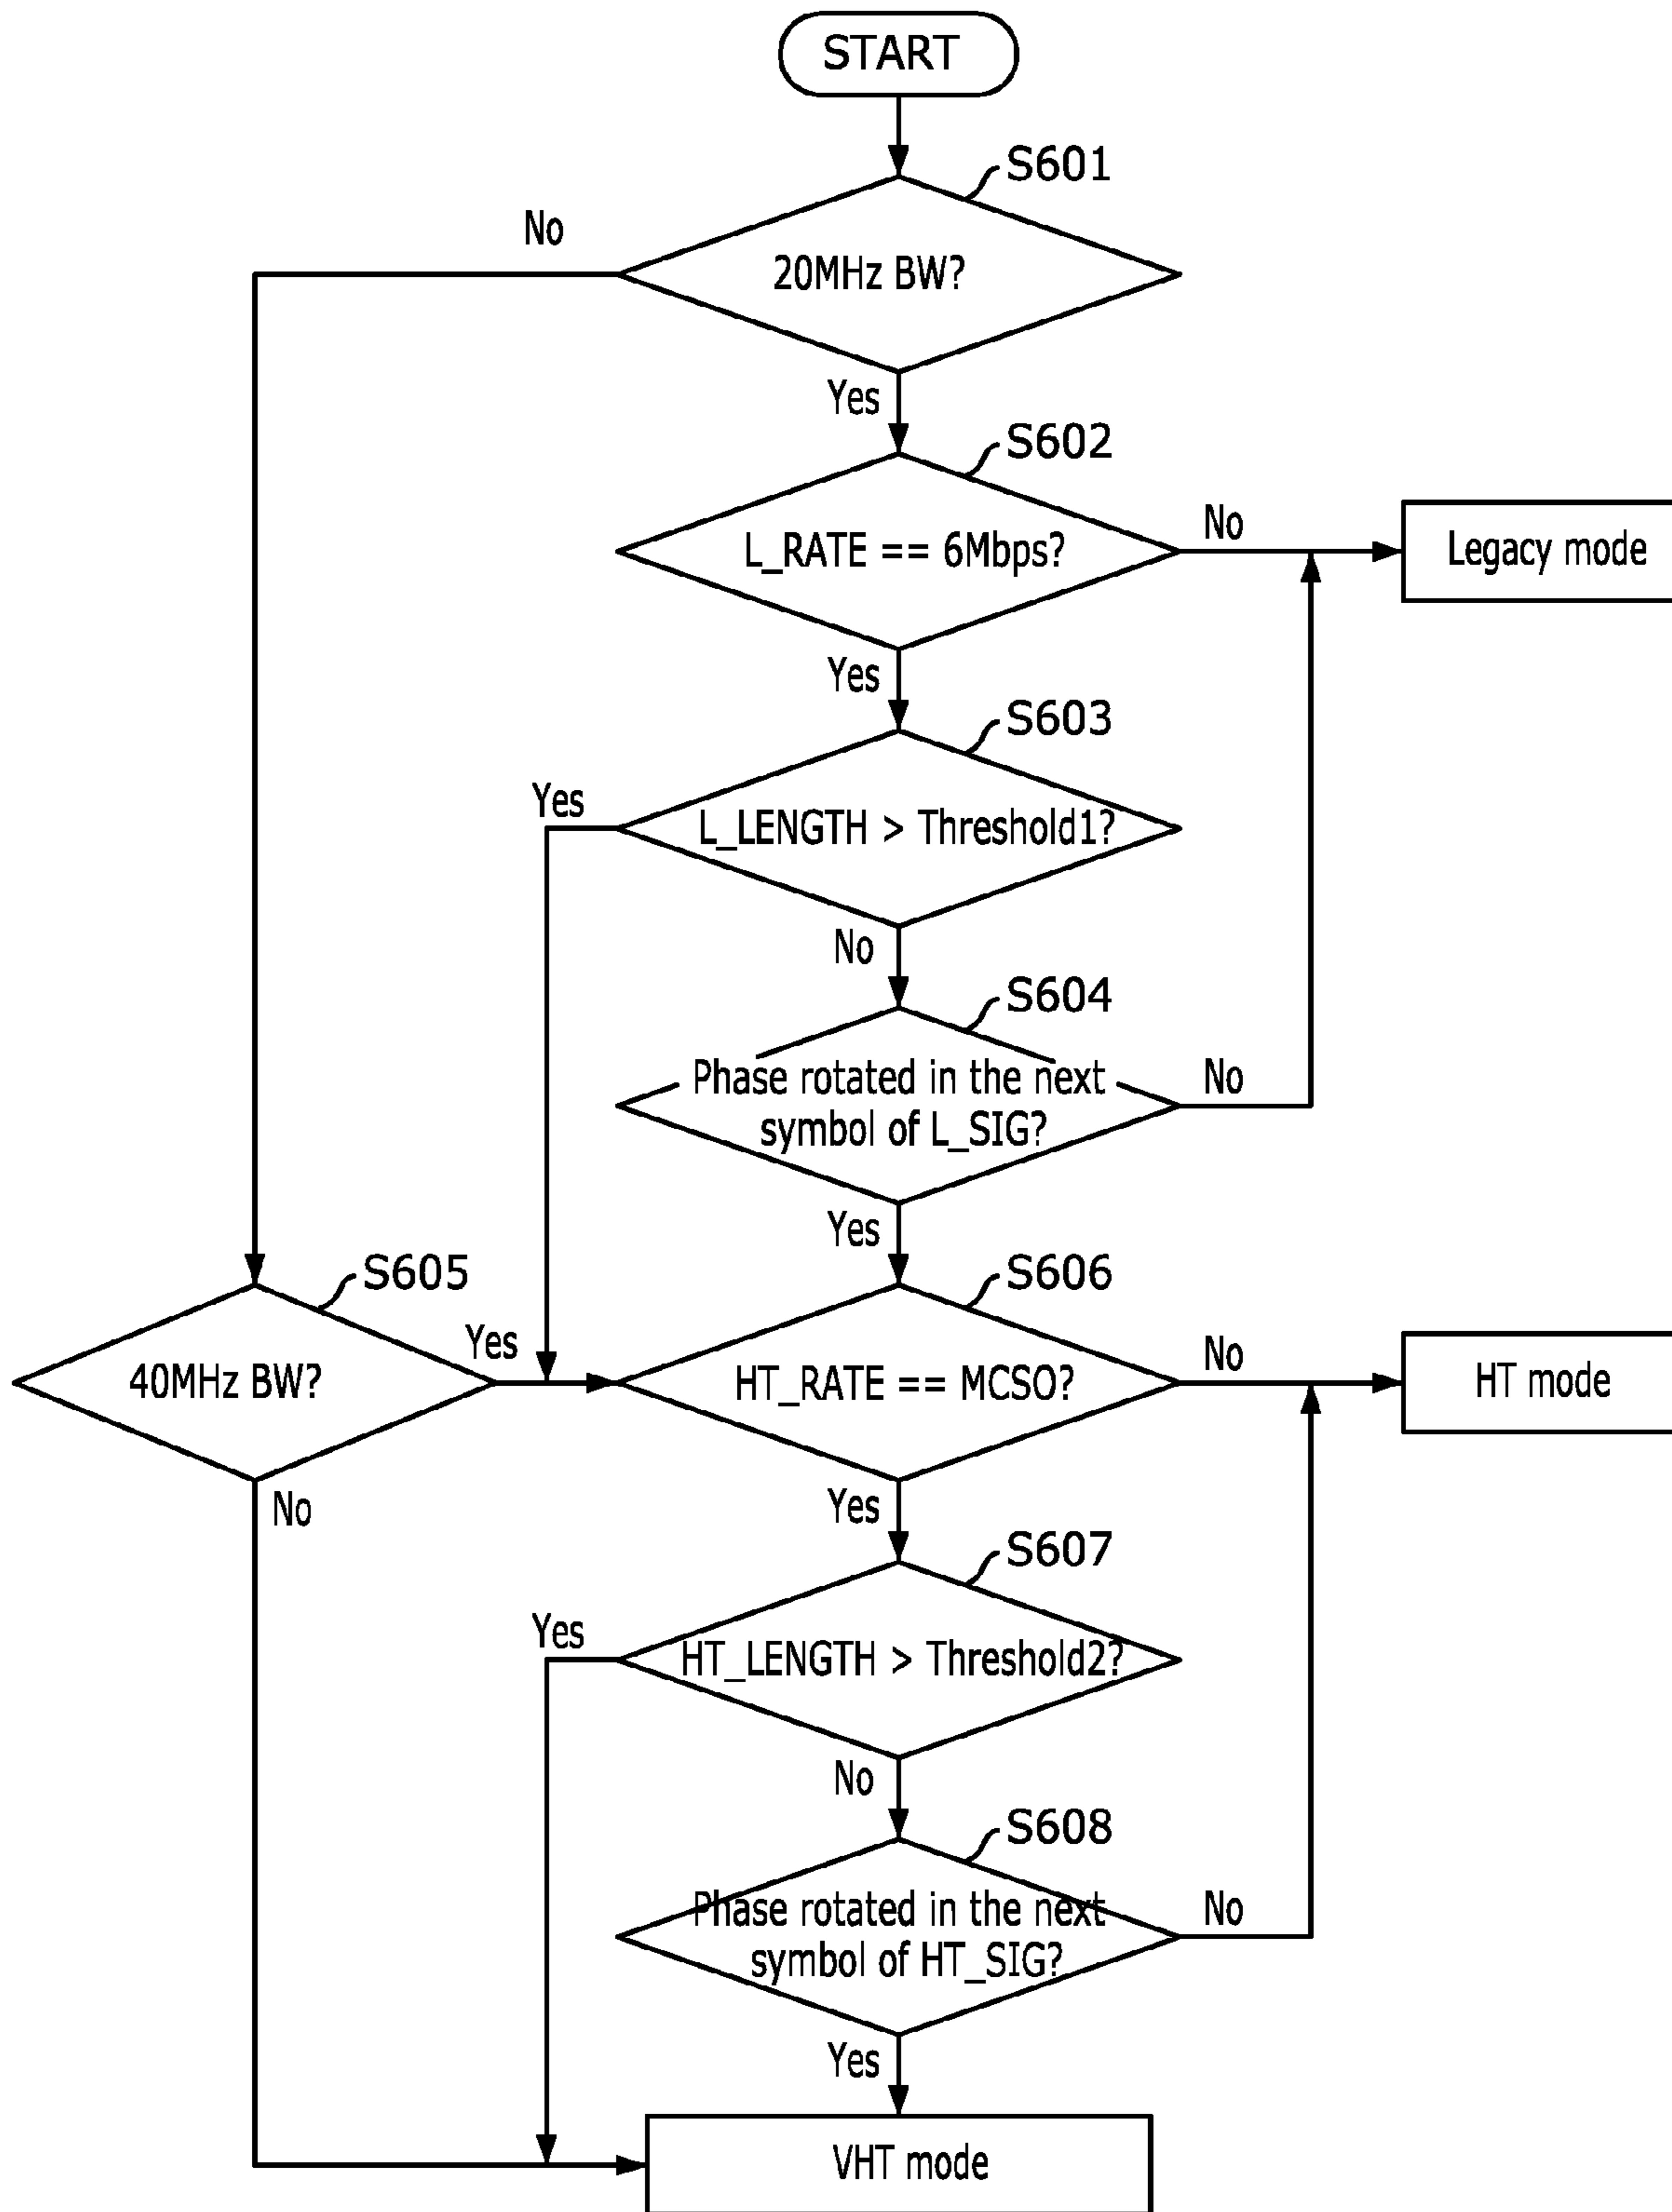 START
S601
No
20MHz BW?
Yes
S602
L_RATE == 6Mbps?
No
Legacy mode
Yes
S603
Yes
L_LENGTH > Threshold1?
No
S604
Phase rotated in the next
symbol of L_SIG?
No
Yes
S605
S606
40MHz BW?
Yes
HT_RATE == MCSO?
No
HT mode
No
Yes
S607
Yes
HT_LENGTH > Threshold2?
No
S608
Phase rotated in the next
symbol of HT_SIG?
No
Yes
VHT mode